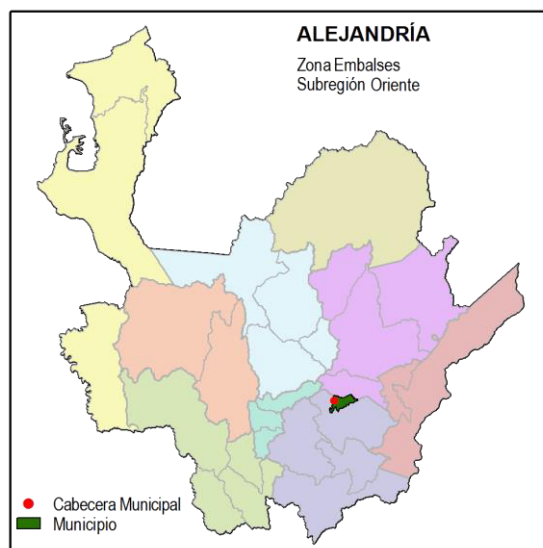 ALEJANDRÍA
Zona Embalses
Subregión Oriente
Cabecera Municipal
Municipio